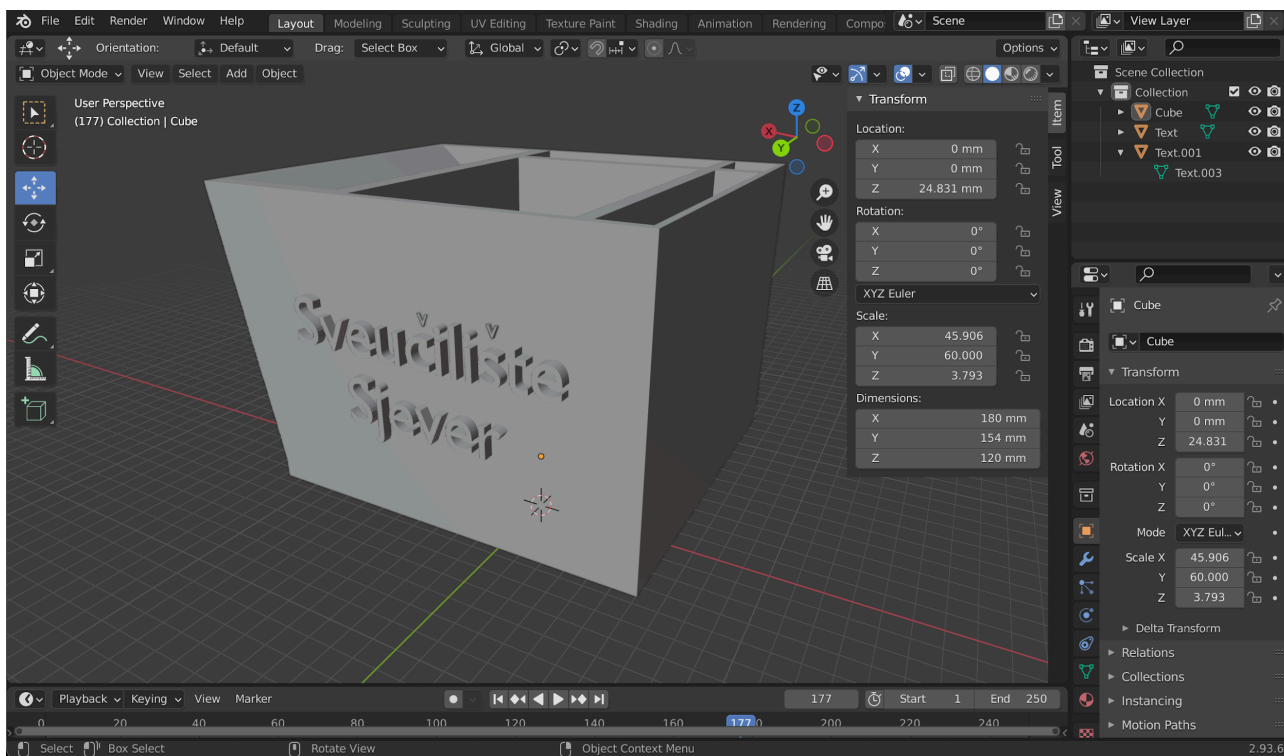 File Edit Render Window Help Layout Modeling Sculpting UV Editing Texture Paint Shading Animation Rendering Compo Scene View Layer
Orientation: Default Drag: Select Box Global Options
Object Mode View Select Add Object
User Perspective
(177) Collection | Cube
Z
X
Y
Sveučilište
Sjever
Transform
Location:
X 0 mm
Y 0 mm
Z 24.831 mm
Rotation:
X 0°
Y 0°
Z 0°
XYZ Euler
Scale:
X 45.906
Y 60.000
Z 3.793
Dimensions:
X 180 mm
Y 154 mm
Z 120 mm
Item
Tool
View
Scene Collection
Collection
Cube
Text
Text.001
Text.003
Cube
Cube
Transform
Location X 0 mm
Y 0 mm
Z 24.831
Rotation X 0°
Y 0°
Z 0°
Mode XYZ Eul...
Scale X 45.906
Y 60.000
Z 3.793
Delta Transform
Relations
Collections
Instancing
Motion Paths
Playback Keying View Marker 177 Start 1 End 250
0 20 40 60 80 100 120 140 160 177 200 220 240
Select Box Select Rotate View Object Context Menu 2.93.6